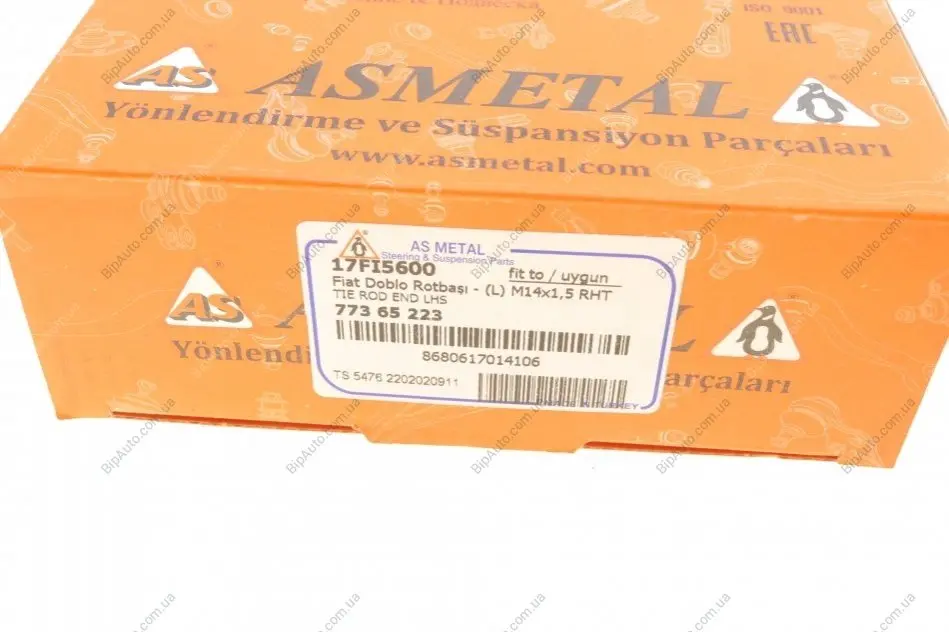 ISO 9001
EAC
AS ASMETAL
Yönlendirme ve Süspansiyon Parçaları
www.asmetal.com
AS METAL
Steering & Suspension Parts
17FI5600 fit to / uygun
Fiat Doblo Rotbaşı - (L) M14x1,5 RHT
TIE ROD END LHS
773 65 223
8680617014106
TS 5476 2202020911
AS
Yönlendi
arçaları
BipAuto.com.ua